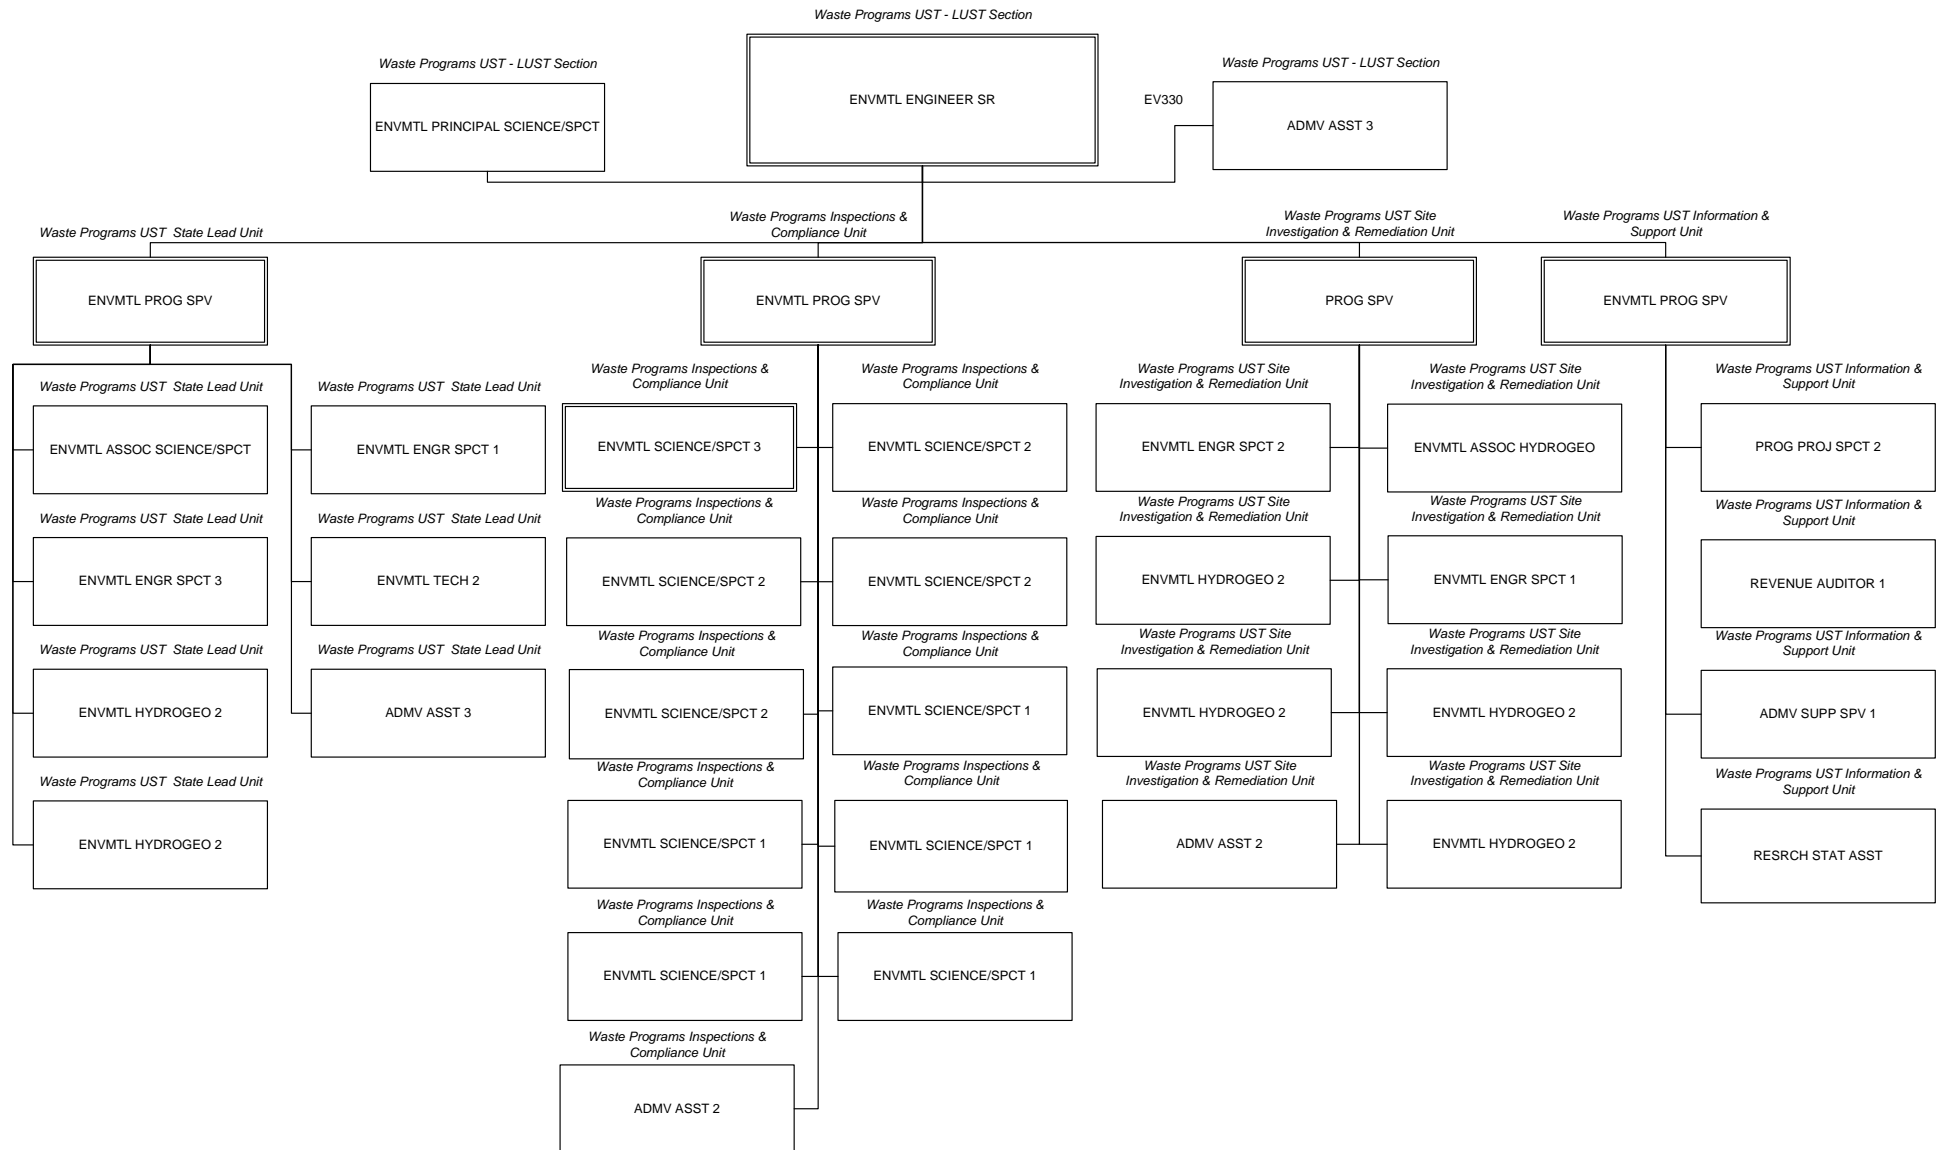 Waste Programs UST - LUST Section
ENVMTL ENGINEER SR
Waste Programs UST - LUST Section
ENVMTL PRINCIPAL SCIENCE/SPCT
Waste Programs UST - LUST Section
EV330
ADMV ASST 3
Waste Programs UST  State Lead Unit
ENVMTL PROG SPV
Waste Programs Inspections &
Compliance Unit
ENVMTL PROG SPV
Waste Programs UST Site
Investigation & Remediation Unit
PROG SPV
Waste Programs UST Information &
Support Unit
ENVMTL PROG SPV
Waste Programs UST  State Lead Unit
ENVMTL ASSOC SCIENCE/SPCT
Waste Programs UST  State Lead Unit
ENVMTL ENGR SPCT 1
Waste Programs UST  State Lead Unit
ENVMTL ENGR SPCT 3
Waste Programs UST  State Lead Unit
ENVMTL TECH 2
Waste Programs UST  State Lead Unit
ENVMTL HYDROGEO 2
Waste Programs UST  State Lead Unit
ADMV ASST 3
Waste Programs UST  State Lead Unit
ENVMTL HYDROGEO 2
Waste Programs Inspections &
Compliance Unit
ENVMTL SCIENCE/SPCT 3
Waste Programs Inspections &
Compliance Unit
ENVMTL SCIENCE/SPCT 2
Waste Programs Inspections &
Compliance Unit
ENVMTL SCIENCE/SPCT 2
Waste Programs Inspections &
Compliance Unit
ENVMTL SCIENCE/SPCT 2
Waste Programs Inspections &
Compliance Unit
ENVMTL SCIENCE/SPCT 2
Waste Programs Inspections &
Compliance Unit
ENVMTL SCIENCE/SPCT 1
Waste Programs Inspections &
Compliance Unit
ENVMTL SCIENCE/SPCT 1
Waste Programs Inspections &
Compliance Unit
ENVMTL SCIENCE/SPCT 1
Waste Programs Inspections &
Compliance Unit
ENVMTL SCIENCE/SPCT 1
Waste Programs Inspections &
Compliance Unit
ENVMTL SCIENCE/SPCT 1
Waste Programs Inspections &
Compliance Unit
ADMV ASST 2
Waste Programs UST Site
Investigation & Remediation Unit
ENVMTL ENGR SPCT 2
Waste Programs UST Site
Investigation & Remediation Unit
ENVMTL ASSOC HYDROGEO
Waste Programs UST Site
Investigation & Remediation Unit
ENVMTL HYDROGEO 2
Waste Programs UST Site
Investigation & Remediation Unit
ENVMTL ENGR SPCT 1
Waste Programs UST Site
Investigation & Remediation Unit
ENVMTL HYDROGEO 2
Waste Programs UST Site
Investigation & Remediation Unit
ENVMTL HYDROGEO 2
Waste Programs UST Site
Investigation & Remediation Unit
ADMV ASST 2
Waste Programs UST Site
Investigation & Remediation Unit
ENVMTL HYDROGEO 2
Waste Programs UST Information &
Support Unit
PROG PROJ SPCT 2
Waste Programs UST Information &
Support Unit
REVENUE AUDITOR 1
Waste Programs UST Information &
Support Unit
ADMV SUPP SPV 1
Waste Programs UST Information &
Support Unit
RESRCH STAT ASST